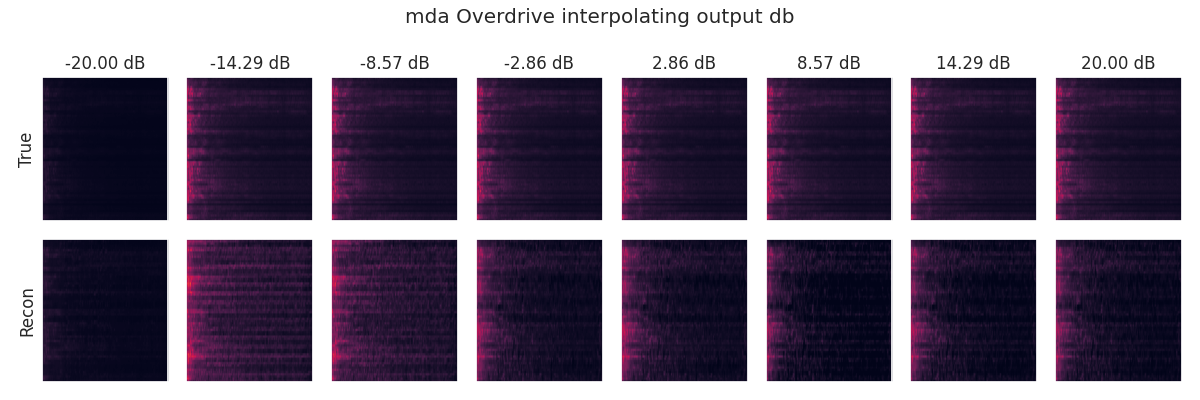 mda Overdrive interpolating output db
-20.00 dB -14.29 dB -8.57 dB -2.86 dB 2.86 dB 8.57 dB 14.29 dB 20.00 dB
True
Recon